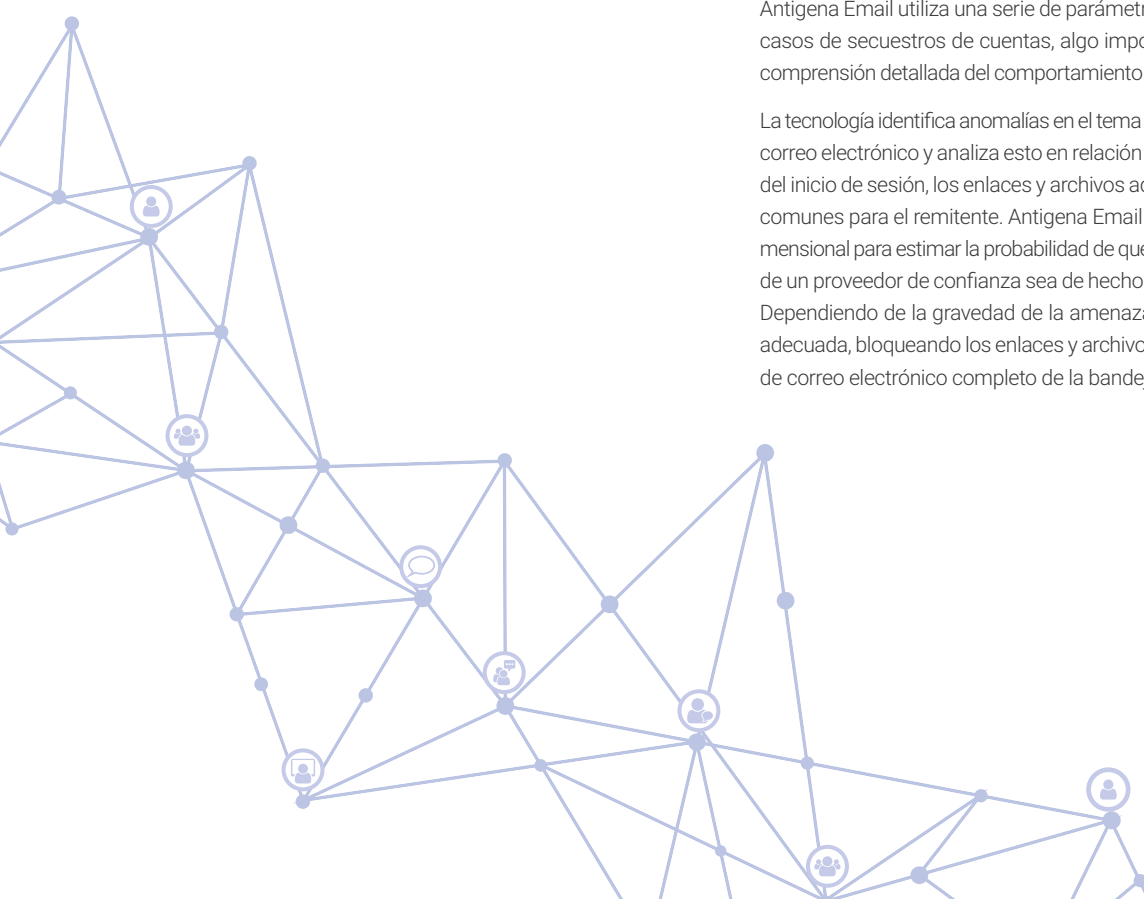 Antigena Email utiliza una serie de parámetr
casos de secuestros de cuentas, algo impo
comprensión detallada del comportamiento
La tecnología identifica anomalías en el tema
correo electrónico y analiza esto en relación
del inicio de sesión, los enlaces y archivos ad
comunes para el remitente. Antigena Email
mensional para estimar la probabilidad de que
de un proveedor de confianza sea de hecho
Dependiendo de la gravedad de la amenaza
adecuada, bloqueando los enlaces y archivo
de correo electrónico completo de la bandej